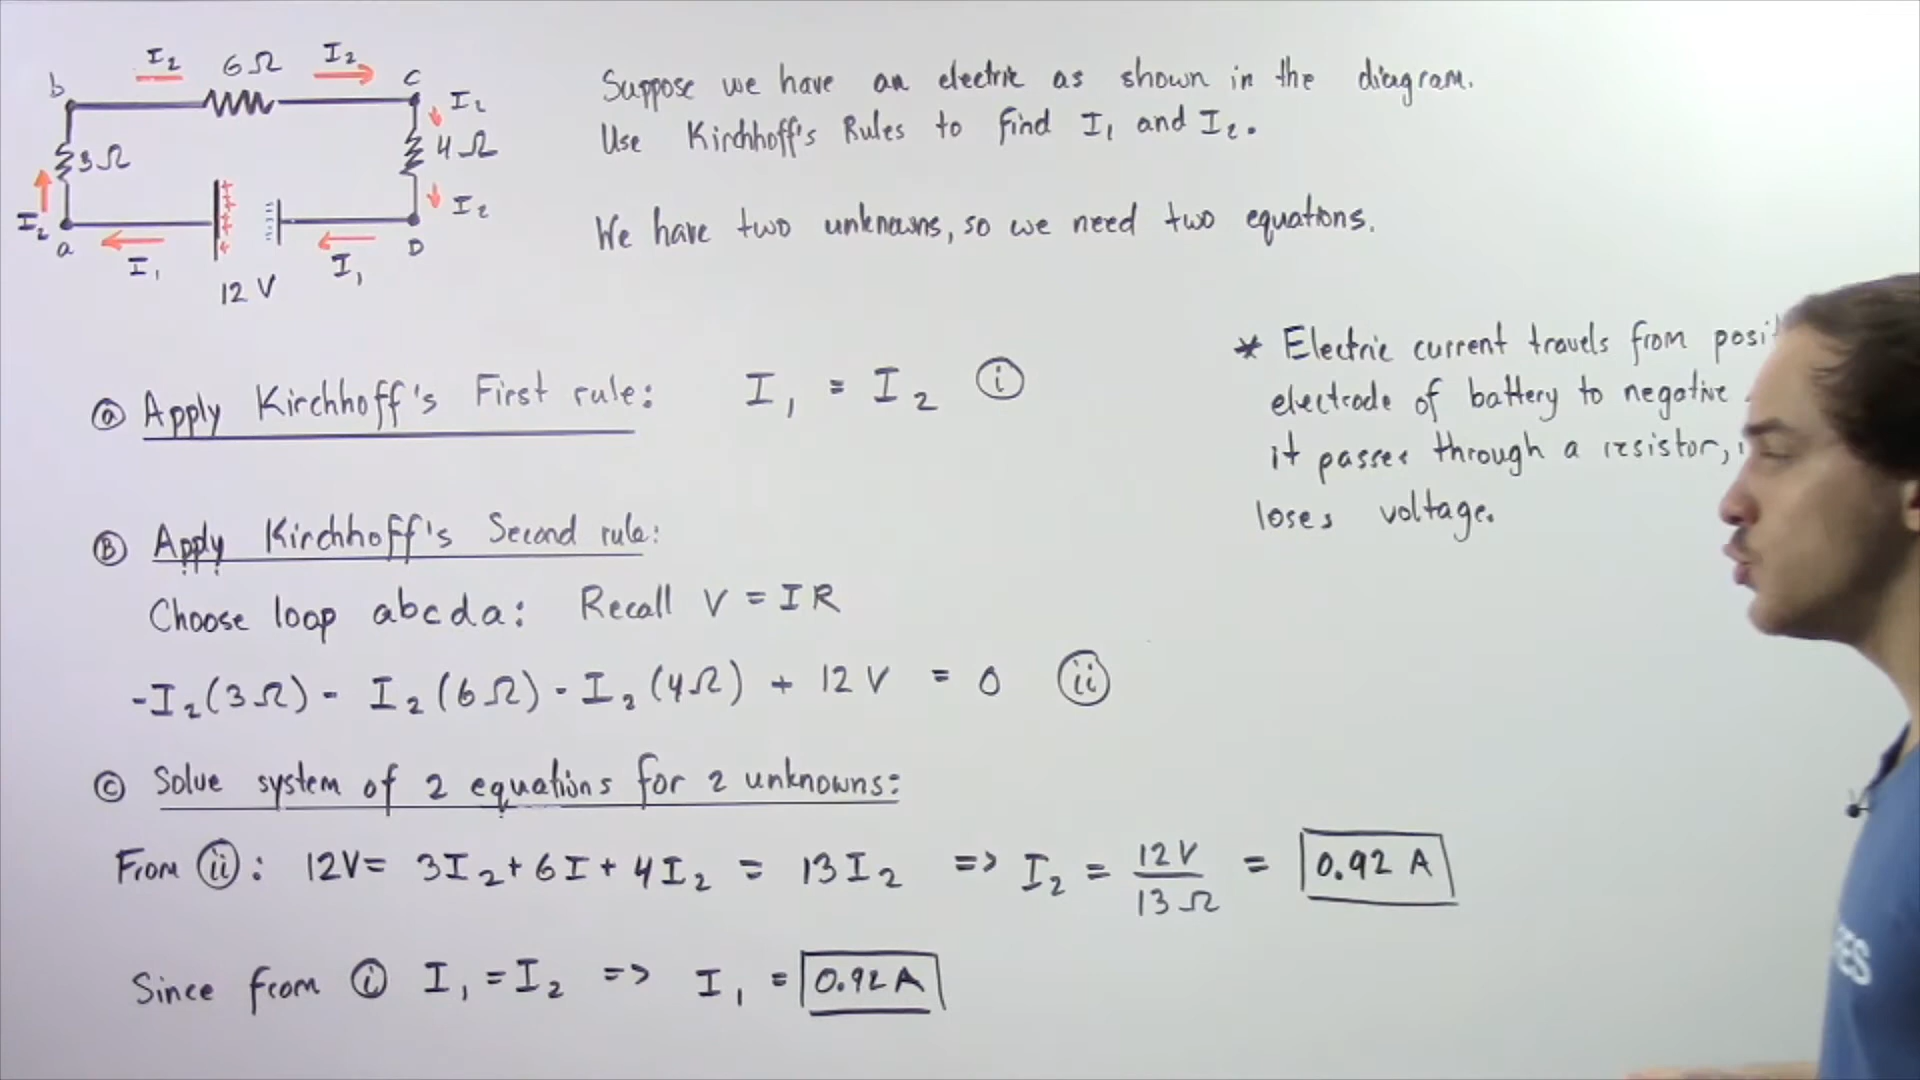 I₂ 6Ω I₂
b C
I₂
3Ω 4Ω
I₂ I₂
a D
I₁ I₁
12 V
Suppose we have an electric as shown in the diagram.
Use Kirchhoff's Rules to find I₁ and I₂.
We have two unknowns, so we need two equations.
* Electric current travels from posit
electrode of battery to negative
it passes through a resistor, i
loses voltage.
ⓐ Apply Kirchhoff's First rule: I₁ = I₂ ⓘ
Ⓑ Apply Kirchhoff's Second rule:
Choose loop abcda: Recall V = IR
-I₂(3Ω) - I₂(6Ω) - I₂(4Ω) + 12V = 0 (ii)
Ⓒ Solve system of 2 equations for 2 unknowns:
From (ii): 12V = 3I₂ + 6I + 4I₂ = 13I₂ => I₂ = 12V / 13Ω = 0.92 A
Since from ⓘ I₁ = I₂ => I₁ = 0.92 A